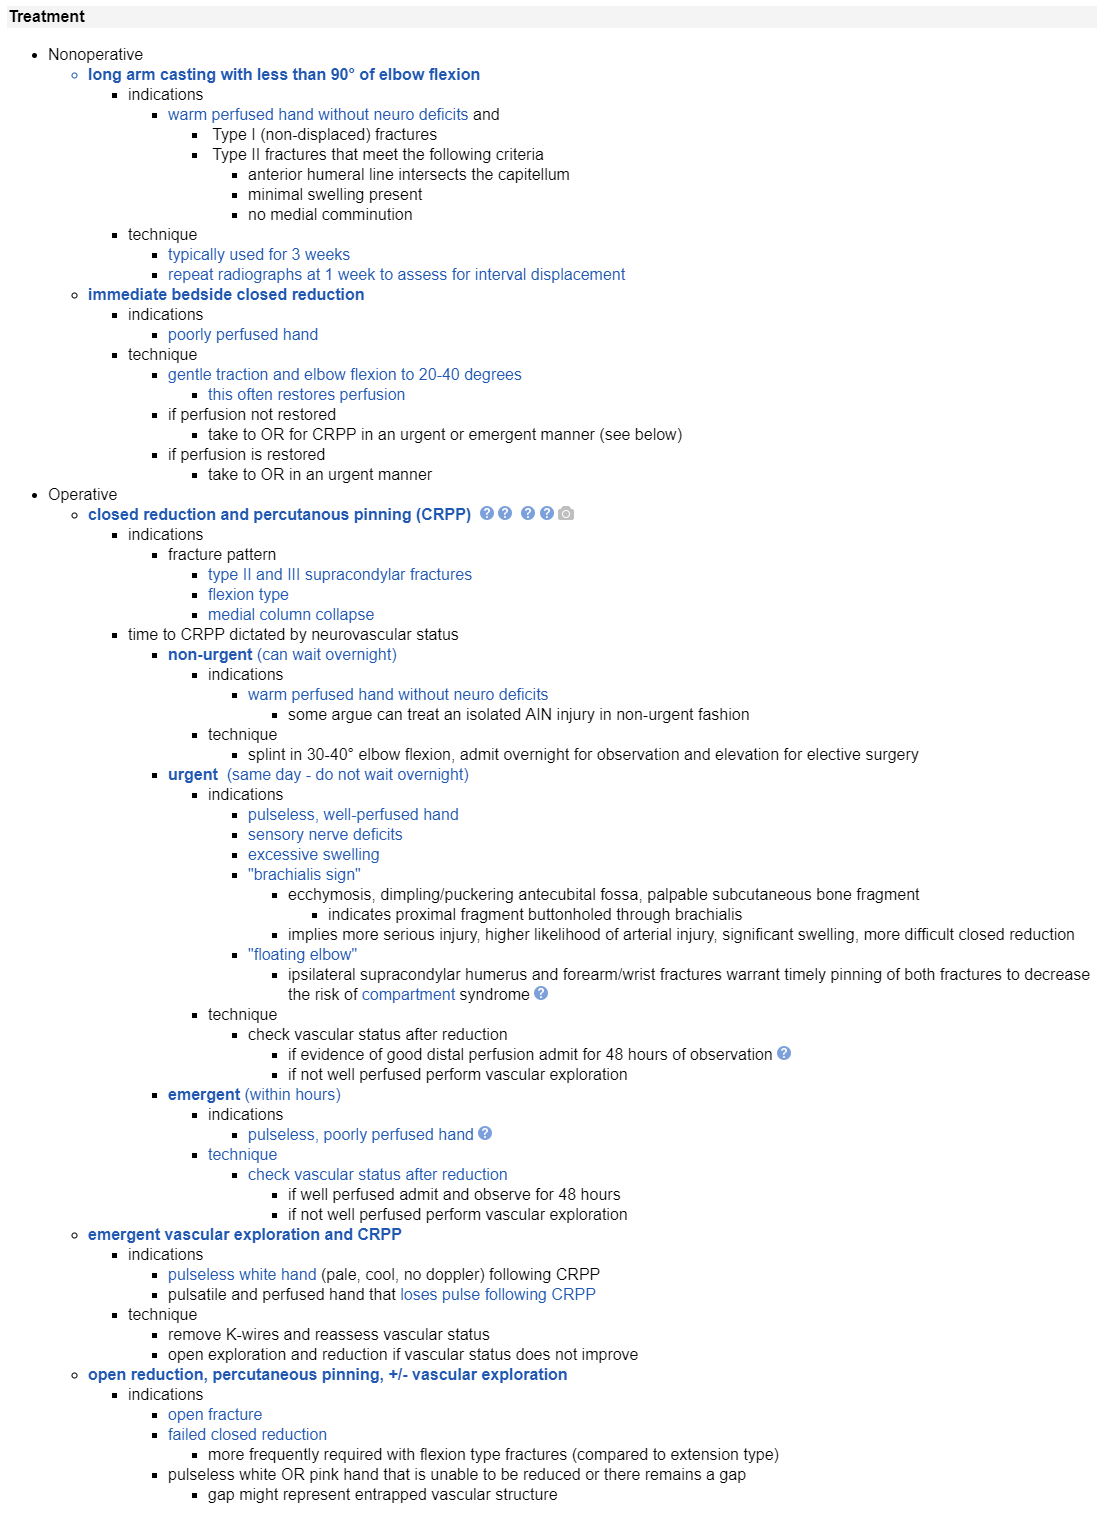 Treatment
Nonoperative
long arm casting with less than 90° of elbow flexion
indications
warm perfused hand without neuro deficits and
Type I (non-displaced) fractures
Type II fractures that meet the following criteria
anterior humeral line intersects the capitellum
minimal swelling present
no medial comminution
technique
typically used for 3 weeks
repeat radiographs at 1 week to assess for interval displacement
immediate bedside closed reduction
indications
poorly perfused hand
technique
gentle traction and elbow flexion to 20-40 degrees
this often restores perfusion
if perfusion not restored
take to OR for CRPP in an urgent or emergent manner (see below)
if perfusion is restored
take to OR in an urgent manner
Operative
closed reduction and percutanous pinning (CRPP) ? ? ? ?
indications
fracture pattern
type II and III supracondylar fractures
flexion type
medial column collapse
time to CRPP dictated by neurovascular status
non-urgent (can wait overnight)
indications
warm perfused hand without neuro deficits
some argue can treat an isolated AIN injury in non-urgent fashion
technique
splint in 30-40° elbow flexion, admit overnight for observation and elevation for elective surgery
urgent (same day - do not wait overnight)
indications
pulseless, well-perfused hand
sensory nerve deficits
excessive swelling
"brachialis sign"
ecchymosis, dimpling/puckering antecubital fossa, palpable subcutaneous bone fragment
indicates proximal fragment buttonholed through brachialis
implies more serious injury, higher likelihood of arterial injury, significant swelling, more difficult closed reduction
"floating elbow"
ipsilateral supracondylar humerus and forearm/wrist fractures warrant timely pinning of both fractures to decrease
the risk of compartment syndrome ?
technique
check vascular status after reduction
if evidence of good distal perfusion admit for 48 hours of observation ?
if not well perfused perform vascular exploration
emergent (within hours)
indications
pulseless, poorly perfused hand ?
technique
check vascular status after reduction
if well perfused admit and observe for 48 hours
if not well perfused perform vascular exploration
emergent vascular exploration and CRPP
indications
pulseless white hand (pale, cool, no doppler) following CRPP
pulsatile and perfused hand that loses pulse following CRPP
technique
remove K-wires and reassess vascular status
open exploration and reduction if vascular status does not improve
open reduction, percutaneous pinning, +/- vascular exploration
indications
open fracture
failed closed reduction
more frequently required with flexion type fractures (compared to extension type)
pulseless white OR pink hand that is unable to be reduced or there remains a gap
gap might represent entrapped vascular structure